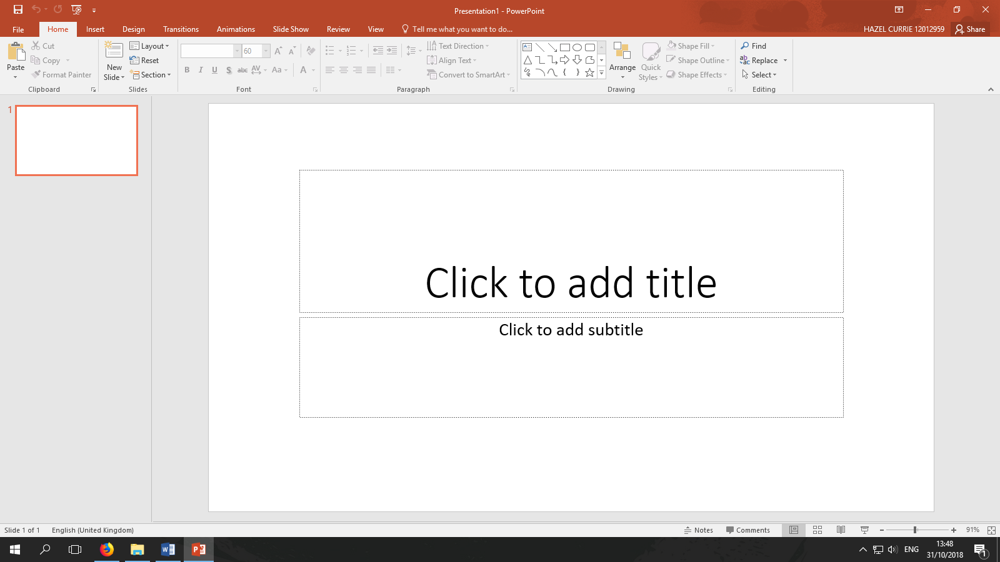 Presentation1 - PowerPoint
File Home Insert Design Transitions Animations Slide Show Review View Tell me what you want to do... HAZEL CURRIE 12012959 Share
Paste Cut Copy Format Painter
Clipboard
New Slide Layout Reset Section
Slides
60
B I U S abc AV Aa A
Font
Text Direction Align Text Convert to SmartArt
Paragraph
Arrange Quick Styles Shape Fill Shape Outline Shape Effects
Drawing
Find Replace Select
Editing
1
Click to add title
Click to add subtitle
Slide 1 of 1 English (United Kingdom) Notes Comments 91%
ENG 13:48
31/10/2018
1